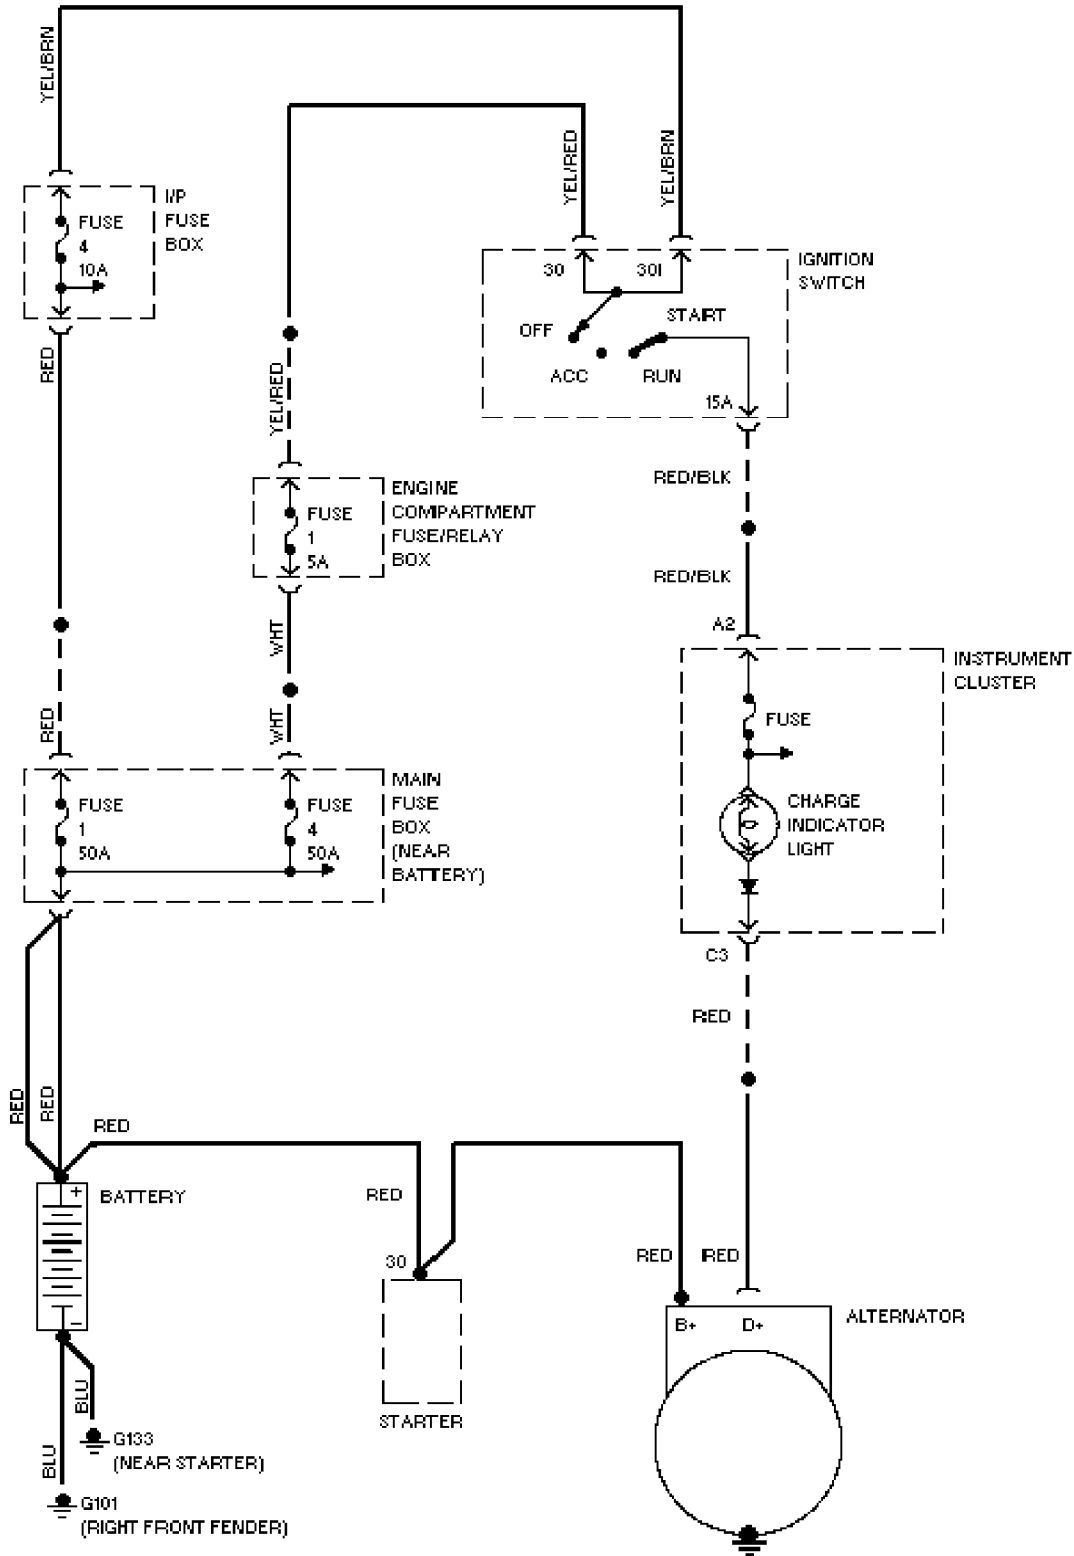 YEL/BRN
I/P
FUSE
BOX
FUSE
4
10A
RED
YEL/RED
YEL/BRN
30
30I
IGNITION
SWITCH
OFF
START
ACC
RUN
15A
YEL/RED
ENGINE
COMPARTMENT
FUSE/RELAY
BOX
FUSE
1
5A
WHT
WHT
RED
RED/BLK
RED/BLK
A2
INSTRUMENT
CLUSTER
FUSE
CHARGE
INDICATOR
LIGHT
C3
RED
MAIN
FUSE
BOX
(NEAR
BATTERY)
FUSE
1
50A
FUSE
4
50A
RED
RED
RED
BATTERY
+
-
RED
30
STARTER
RED
RED
ALTERNATOR
B+
D+
BLU
BLU
G133
(NEAR STARTER)
G101
(RIGHT FRONT FENDER)